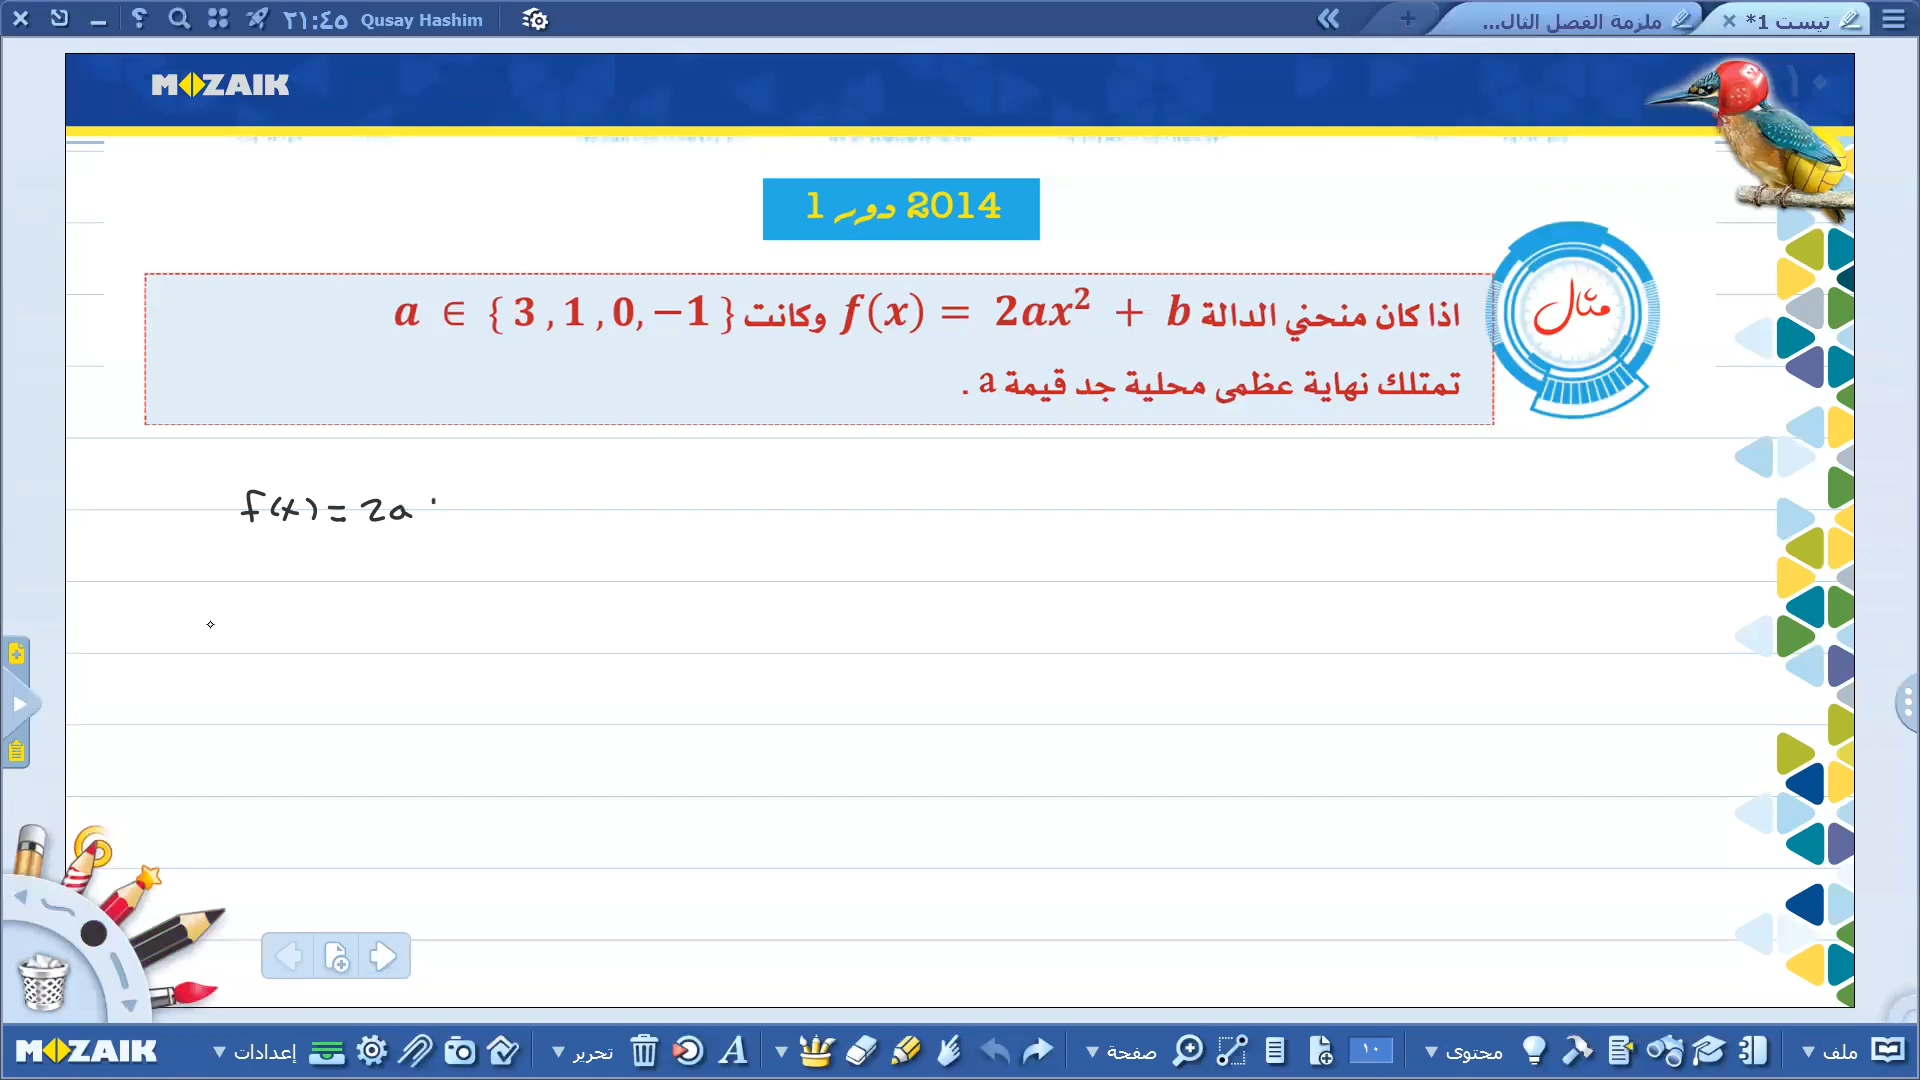 ٢١:٤٥ Qusay Hashim
ملزمة الفصل الثال...
تيست 1*
MOZAIK
2014 دور 1
مثال
اذا كان منحني الدالة f(x) = 2ax² + b وكانت a ∈ { 3 , 1 , 0, −1 }
تمتلك نهاية عظمى محلية جد قيمة a .
f(x) = 2a
MOZAIK
ملف
محتوى
١٠
صفحة
تحرير
إعدادات